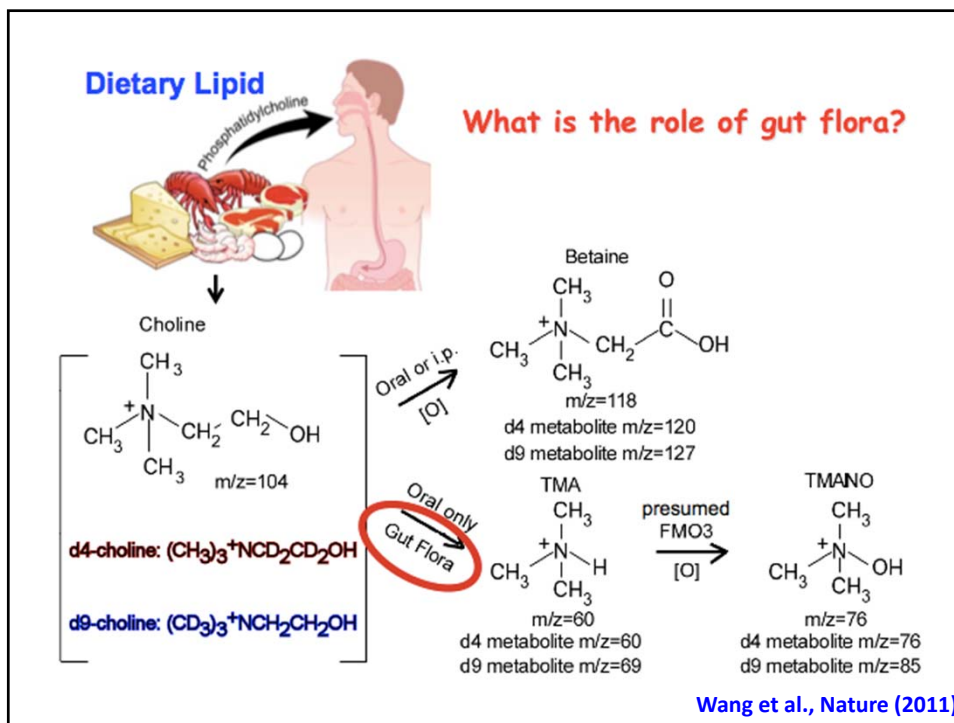 Dietary Lipid
Phosphatidylcholine
What is the role of gut flora?
Choline
CH3
+
N
CH3
CH3
CH2
CH2
OH
m/z=104
d4-choline: (CH3)3+NCD2CD2OH
d9-choline: (CD3)3+NCH2CH2OH
Oral or i.p.
[O]
Betaine
CH3
O
+
N
CH2
C
OH
CH3
CH3
m/z=118
d4 metabolite m/z=120
d9 metabolite m/z=127
Oral only
Gut Flora
TMA
CH3
+
N
H
CH3
CH3
m/z=60
d4 metabolite m/z=60
d9 metabolite m/z=69
presumed
FMO3
[O]
TMANO
CH3
+
N
OH
CH3
CH3
m/z=76
d4 metabolite m/z=76
d9 metabolite m/z=85
Wang et al., Nature (2011)